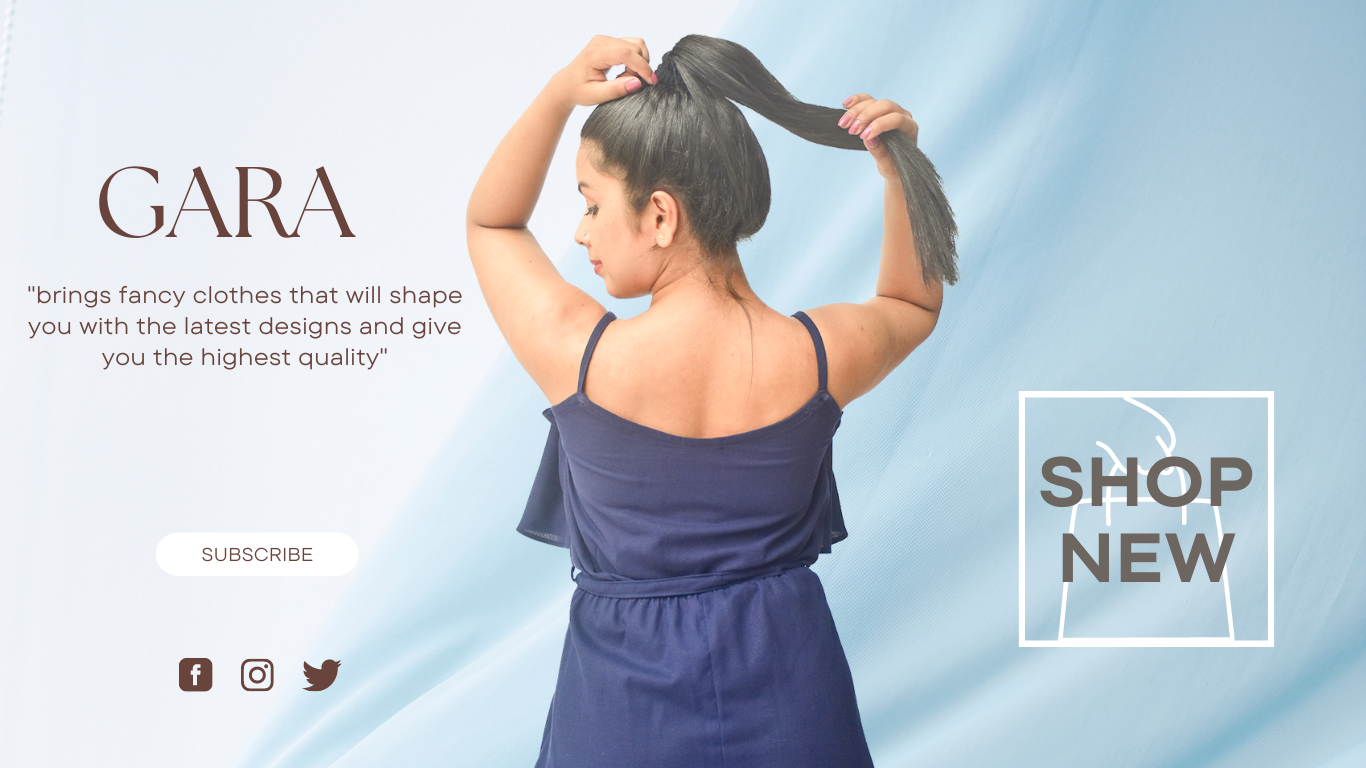 GARA
"brings fancy clothes that will shape
you with the latest designs and give
you the highest quality"
SUBSCRIBE
SHOP
NEW